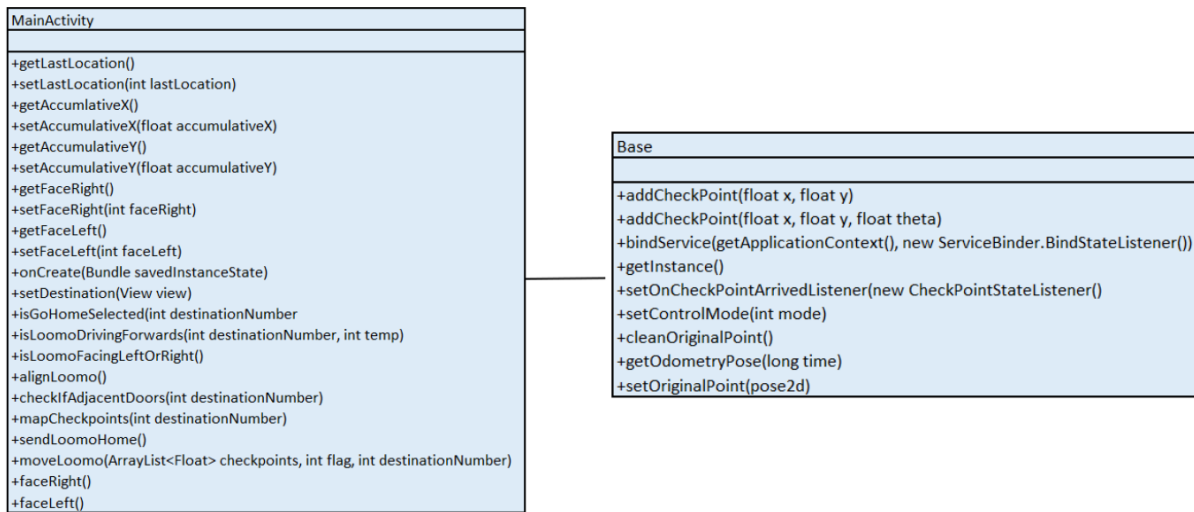 MainActivity
+getLastLocation()
+setLastLocation(int lastLocation)
+getAccumlativeX()
+setAccumulativeX(float accumulativeX)
+getAccumulativeY()
+setAccumulativeY(float accumulativeY)
+getFaceRight()
+setFaceRight(int faceRight)
+getFaceLeft()
+setFaceLeft(int faceLeft)
+onCreate(Bundle savedInstanceState)
+setDestination(View view)
+isGoHomeSelected(int destinationNumber
+isLoomoDrivingForwards(int destinationNumber, int temp)
+isLoomoFacingLeftOrRight()
+alignLoomo()
+checkIfAdjacentDoors(int destinationNumber)
+mapCheckpoints(int destinationNumber)
+sendLoomoHome()
+moveLoomo(ArrayList<Float> checkpoints, int flag, int destinationNumber)
+faceRight()
+faceLeft()
Base
+addCheckPoint(float x, float y)
+addCheckPoint(float x, float y, float theta)
+bindService(getApplicationContext(), new ServiceBinder.BindStateListener())
+getInstance()
+setOnCheckPointArrivedListener(new CheckPointStateListener()
+setControlMode(int mode)
+cleanOriginalPoint()
+getOdometryPose(long time)
+setOriginalPoint(pose2d)